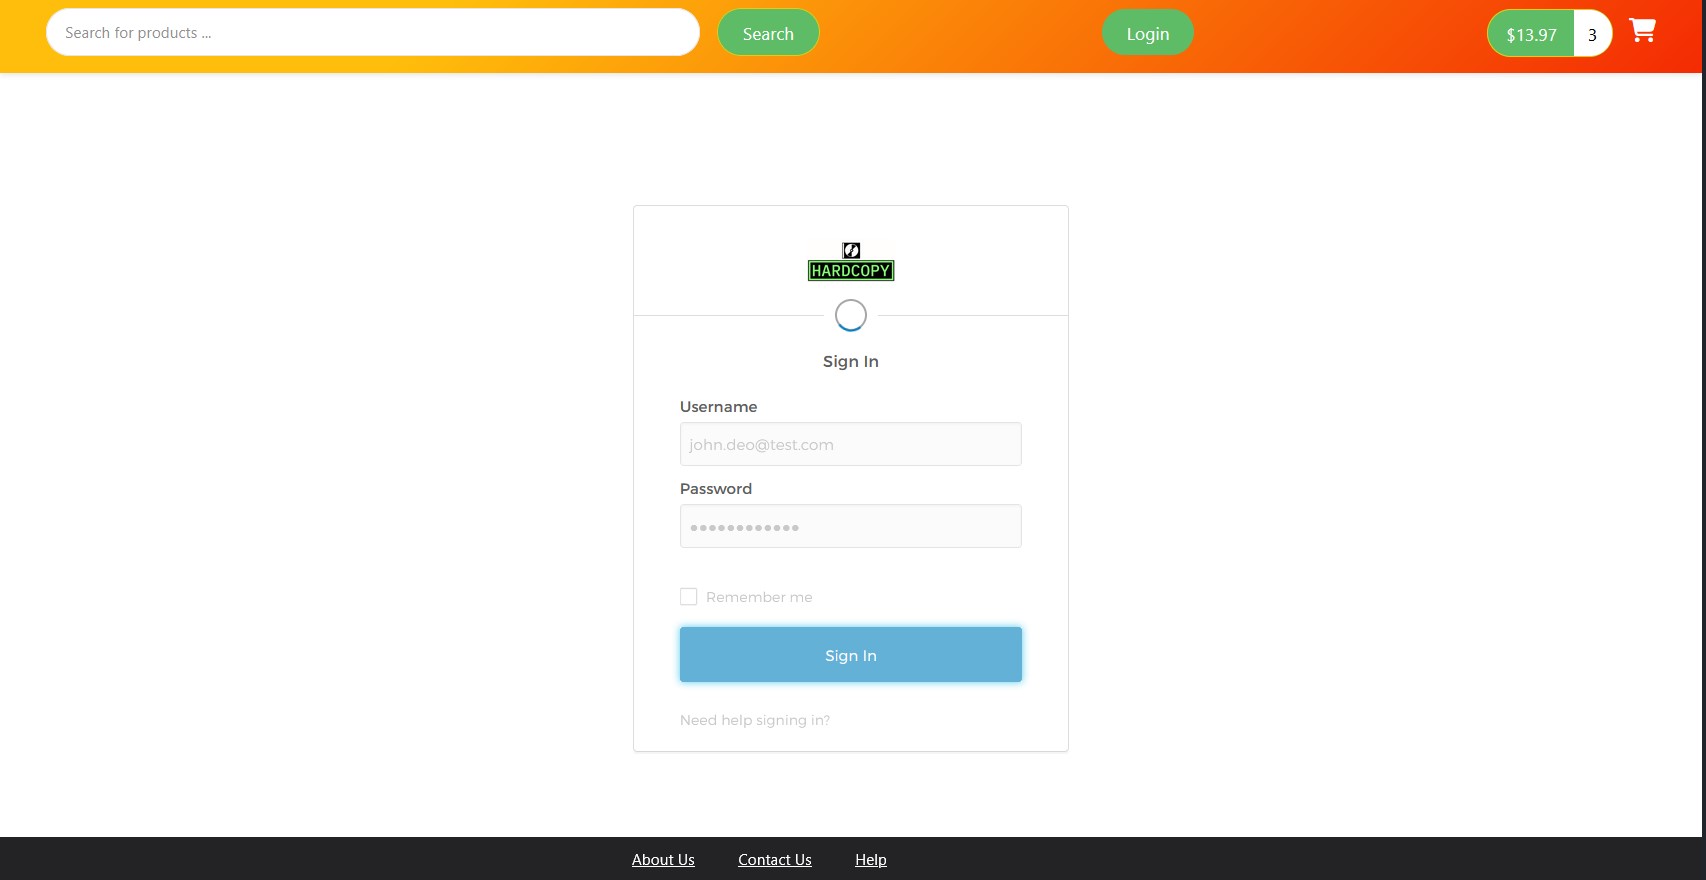 Search for products ...
Search
Login
$13.97
3
HARDCOPY
Sign In
Username
john.deo@test.com
Password
Remember me
Sign In
Need help signing in?
About Us
Contact Us
Help